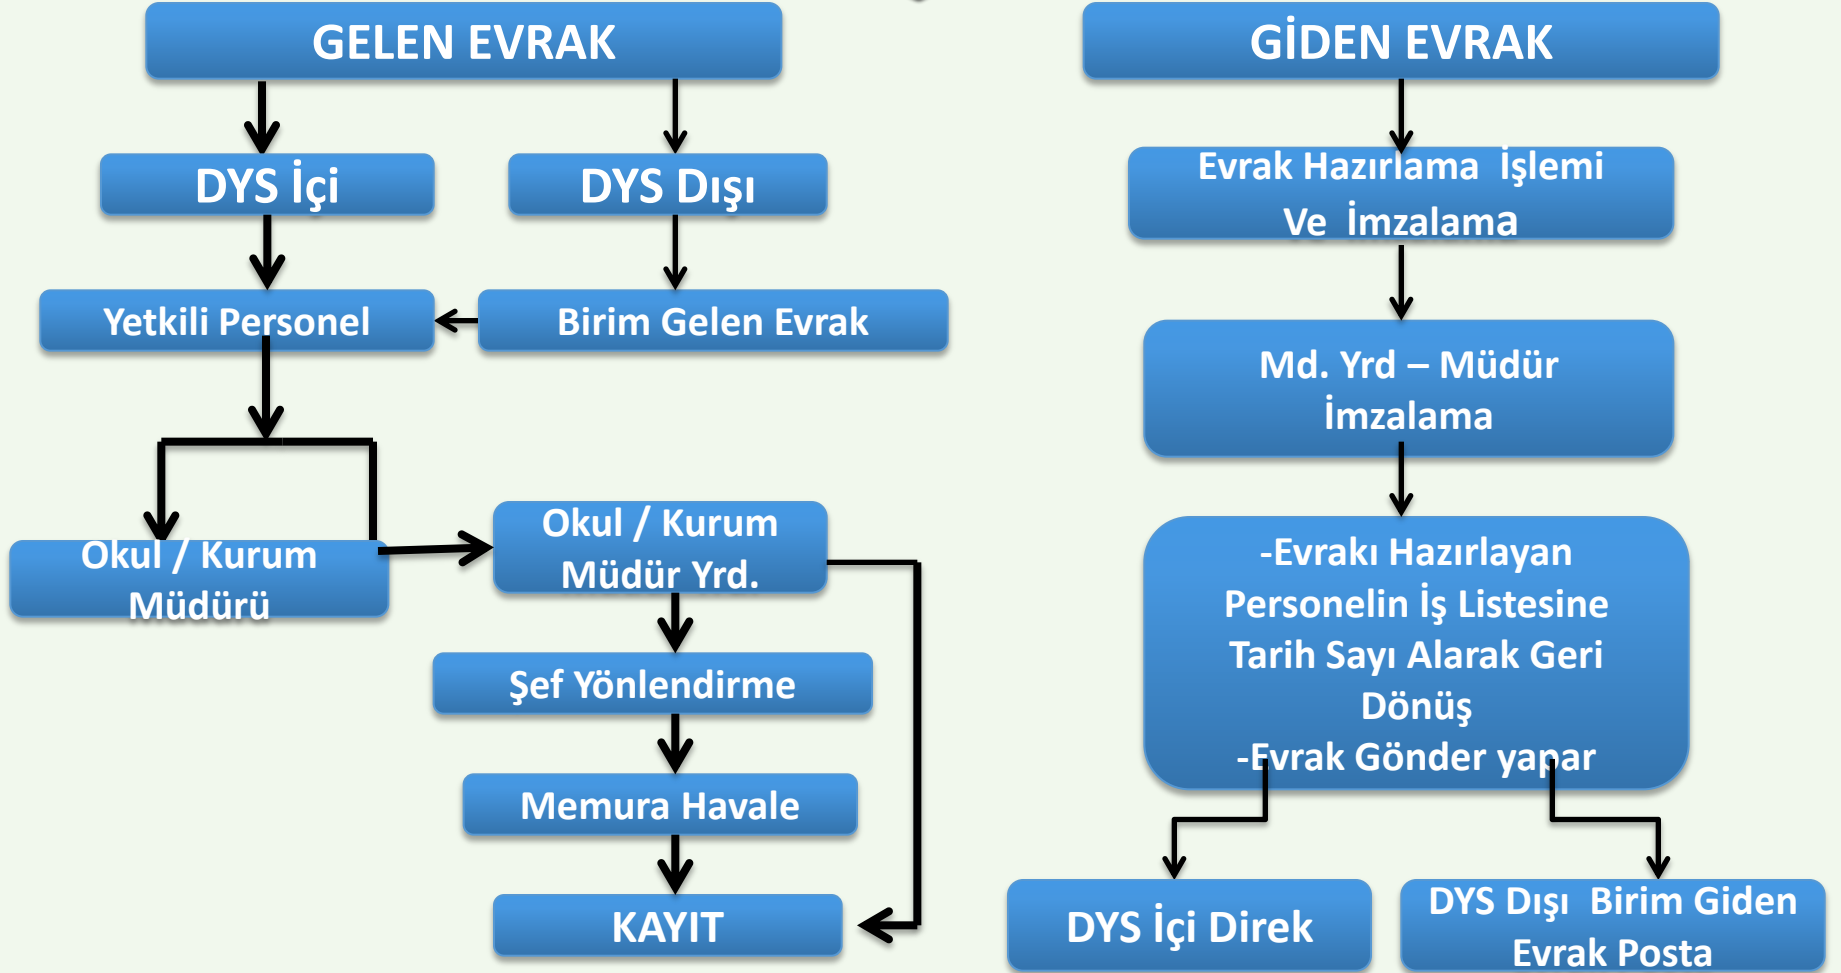 GELEN EVRAK
DYS İçi
DYS Dışı
Yetkili Personel
Birim Gelen Evrak
Okul / Kurum
Müdürü
Okul / Kurum
Müdür Yrd.
Şef Yönlendirme
Memura Havale
KAYIT
GİDEN EVRAK
Evrak Hazırlama İşlemi
Ve İmzalama
Md. Yrd – Müdür
İmzalama
-Evrakı Hazırlayan
Personelin İş Listesine
Tarih Sayı Alarak Geri
Dönüş
-Evrak Gönder yapar
DYS İçi Direk
DYS Dışı Birim Giden
Evrak Posta